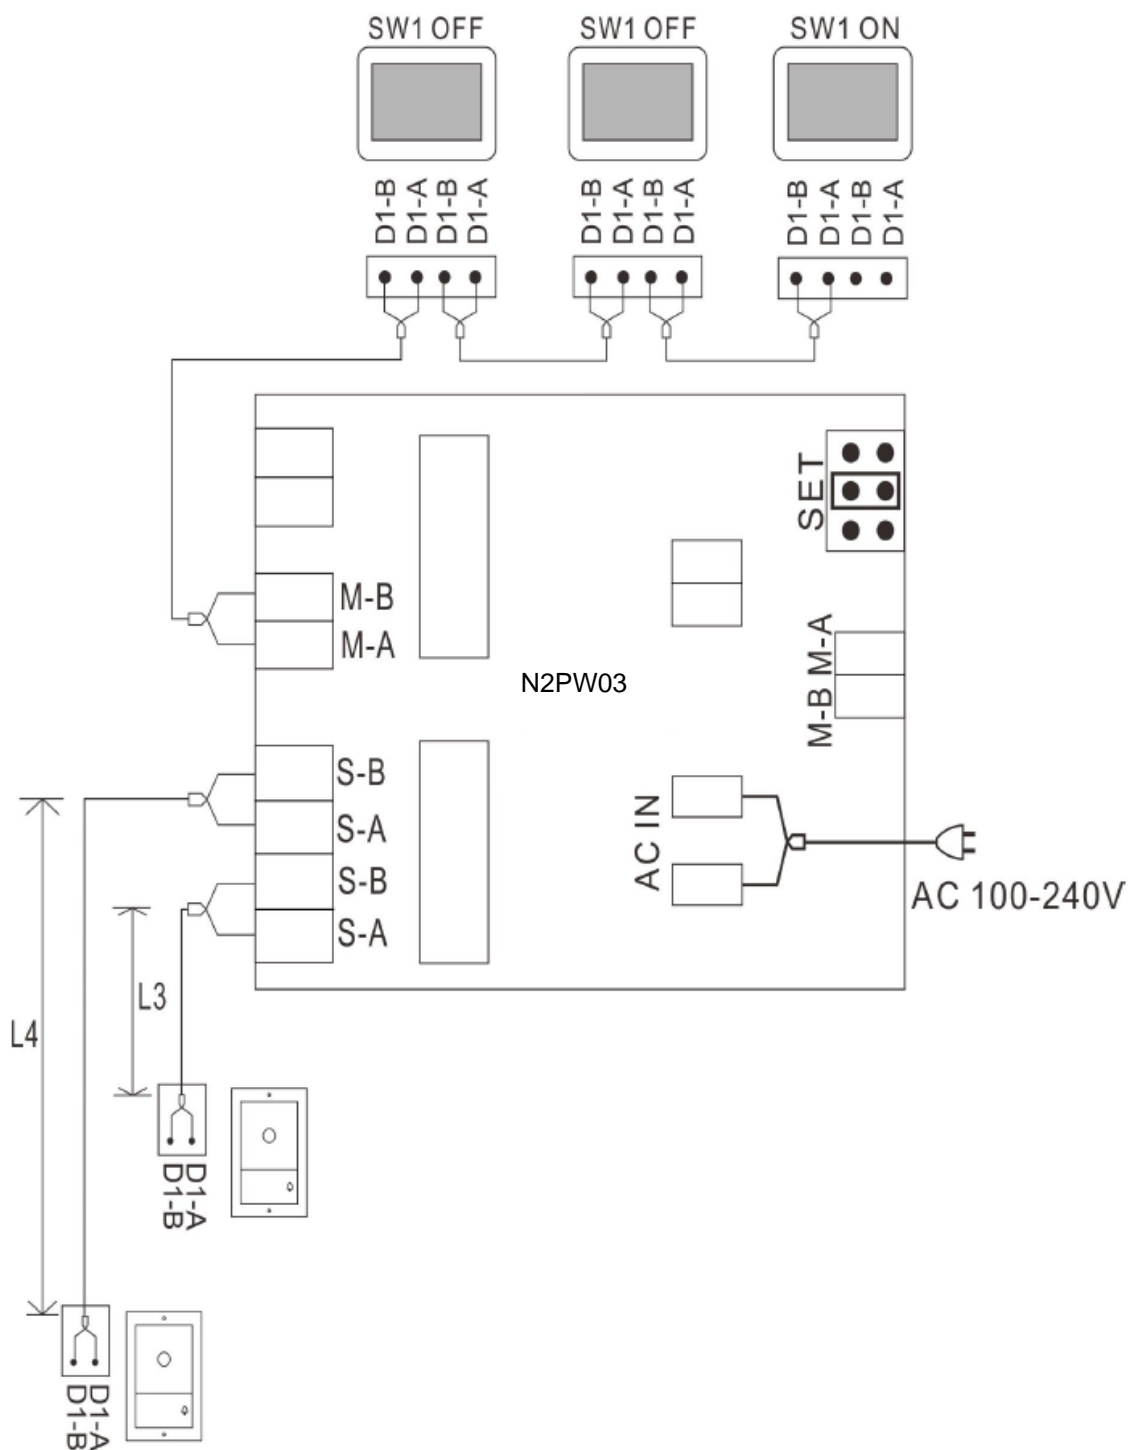 SW1 OFF
SW1 OFF
SW1 ON
D1-B
D1-A
D1-B
D1-A
D1-B
D1-A
D1-B
D1-A
D1-B
D1-A
D1-B
D1-A
SET
M-B
M-A
M-B M-A
N2PW03
S-B
S-A
S-B
S-A
AC IN
AC 100-240V
L3
L4
D1-A
D1-B
D1-A
D1-B